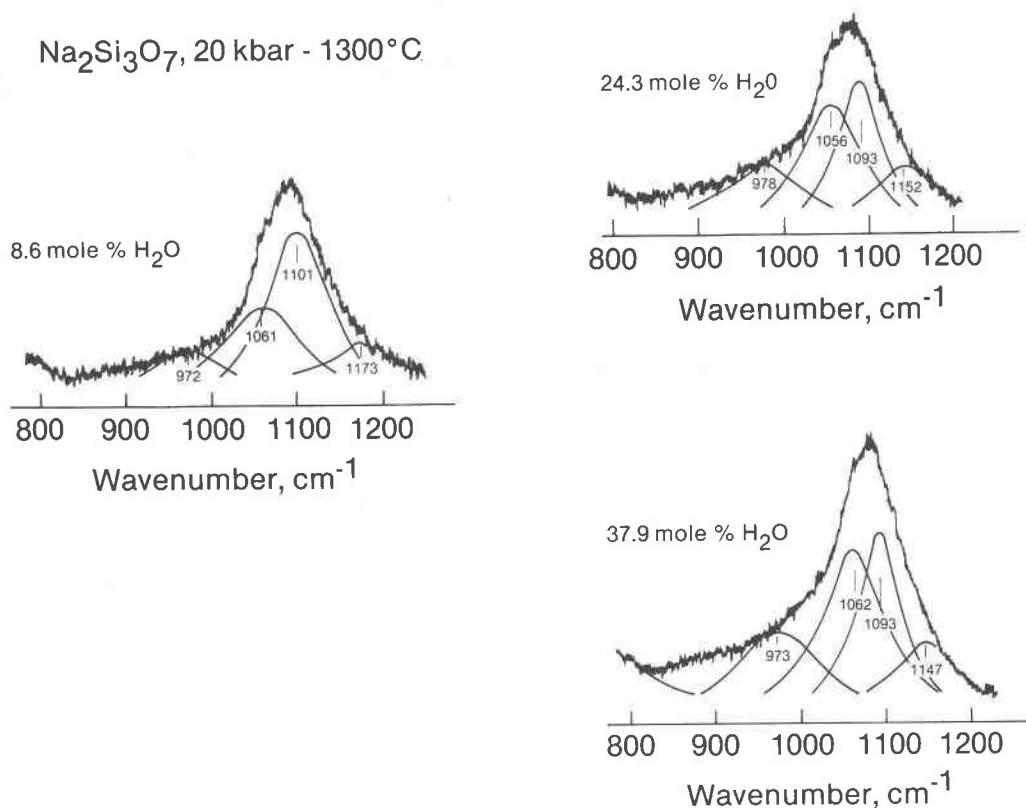 Na2Si3O7, 20 kbar - 1300°C
8.6 mole % H2O
1101
1061
972
1173
800 900 1000 1100 1200
Wavenumber, cm-1
24.3 mole % H20
1056
1093
978
1152
800 900 1000 1100 1200
Wavenumber, cm-1
37.9 mole % H2O
1062
1093
973
1147
800 900 1000 1100 1200
Wavenumber, cm-1